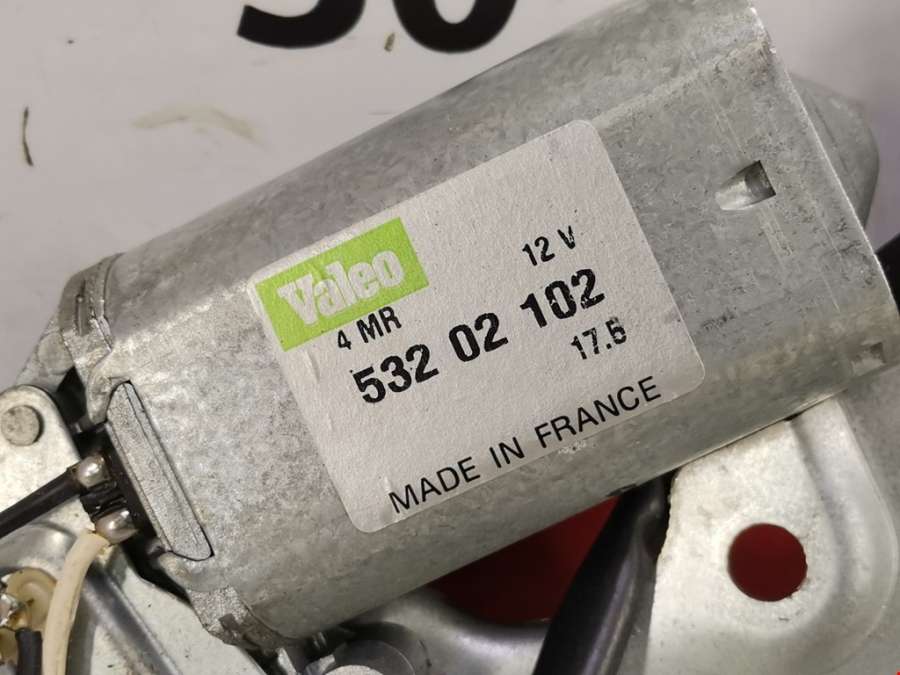 Valeo
12 V
4 MR
532 02 102
17.5
MADE IN FRANCE